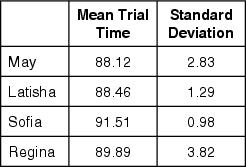 Mean Trial Time Standard Deviation
May 88.12 2.83
Latisha 88.46 1.29
Sofia 91.51 0.98
Regina 89.89 3.82